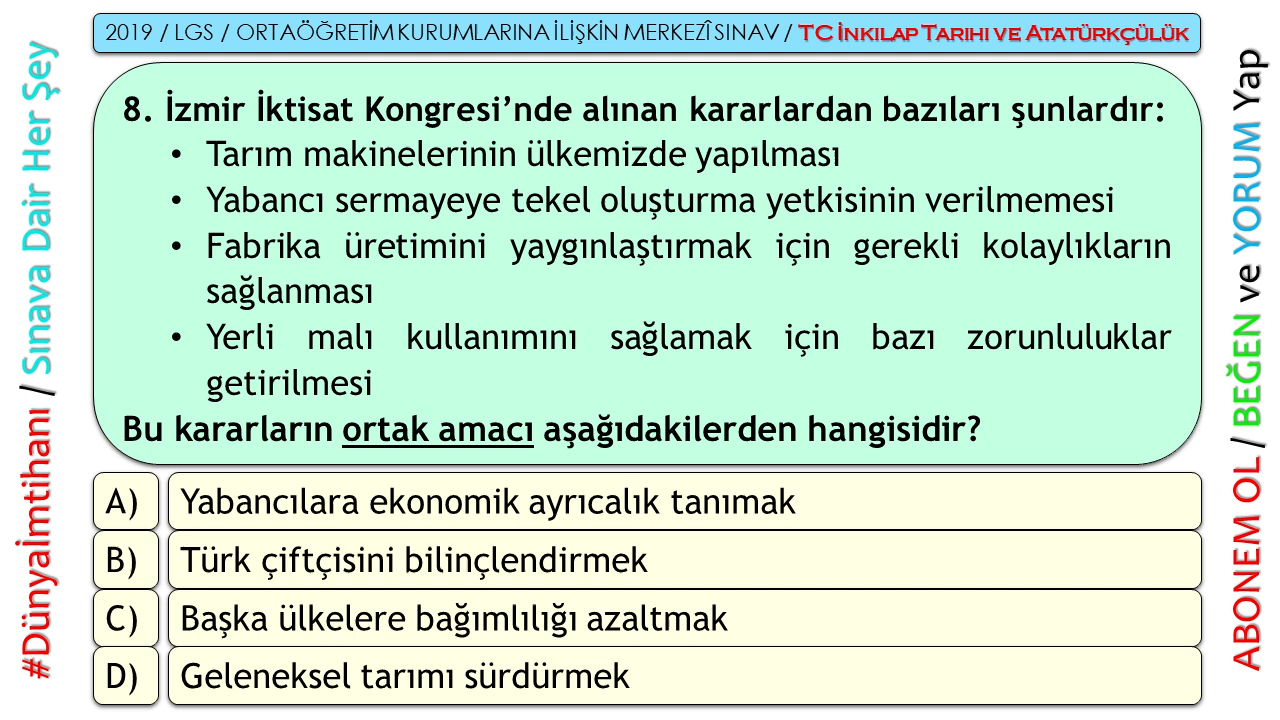 2019 / LGS / ORTAÖĞRETİM KURUMLARINA İLİŞKİN MERKEZÎ SINAV / TC İNKILAP TARIHI VE ATATÜRKÇÜLÜK
#Dünyaİmtihanı / Sınava Dair Her Şey
8. İzmir İktisat Kongresi’nde alınan kararlardan bazıları şunlardır:
• Tarım makinelerinin ülkemizde yapılması
• Yabancı sermayeye tekel oluşturma yetkisinin verilmemesi
• Fabrika üretimini yaygınlaştırmak için gerekli kolaylıkların
sağlanması
• Yerli malı kullanımını sağlamak için bazı zorunluluklar
getirilmesi
Bu kararların ortak amacı aşağıdakilerden hangisidir?
A) Yabancılara ekonomik ayrıcalık tanımak
B) Türk çiftçisini bilinçlendirmek
C) Başka ülkelere bağımlılığı azaltmak
D) Geleneksel tarımı sürdürmek
ABONEM OL / BEĞEN ve YORUM Yap